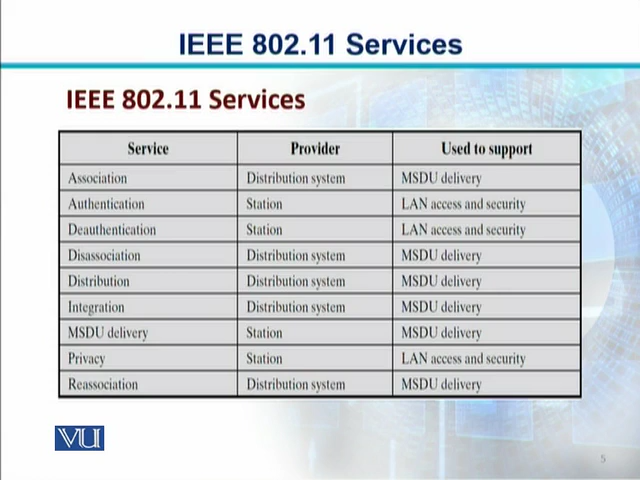 IEEE 802.11 Services
IEEE 802.11 Services
Service Provider Used to support
Association Distribution system MSDU delivery
Authentication Station LAN access and security
Deauthentication Station LAN access and security
Disassociation Distribution system MSDU delivery
Distribution Distribution system MSDU delivery
Integration Distribution system MSDU delivery
MSDU delivery Station MSDU delivery
Privacy Station LAN access and security
Reassociation Distribution system MSDU delivery
VU
5